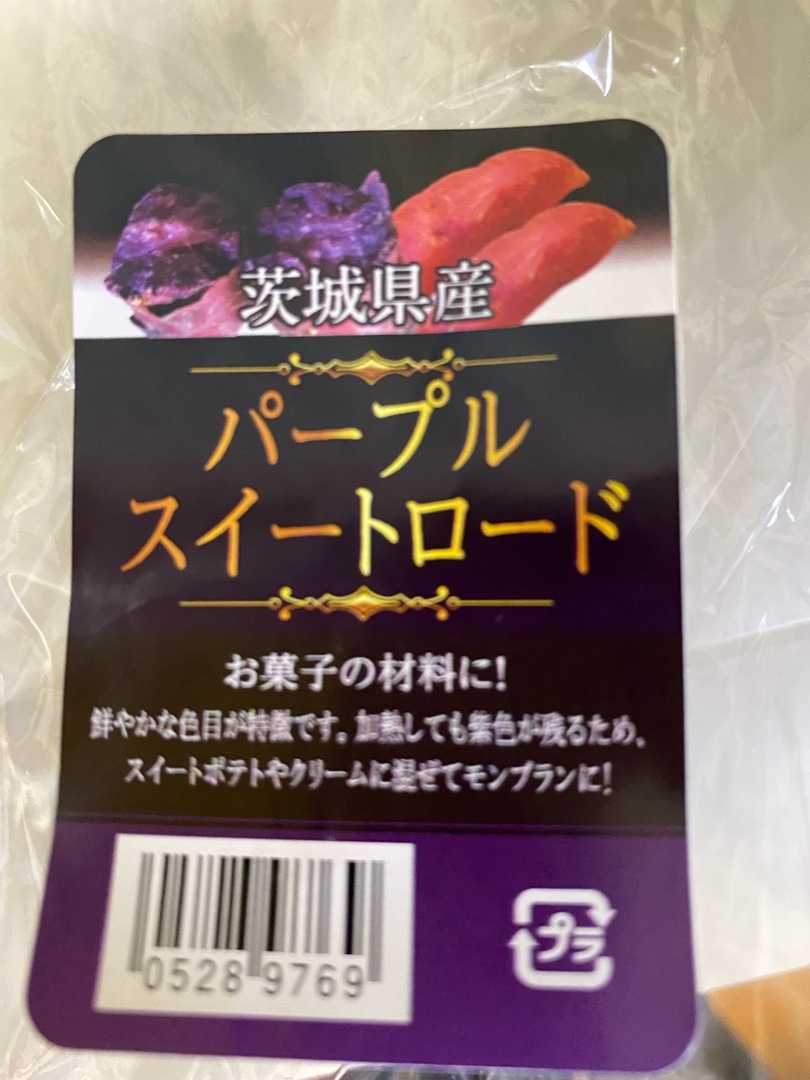 茨城県産
パープル
スイートロード
お菓子の材料に!
鮮やかな色目が特徴です。加熱しても紫色が残るため、
スイートポテトやクリームに混ぜてモンブランに!
0528 9769
プラ